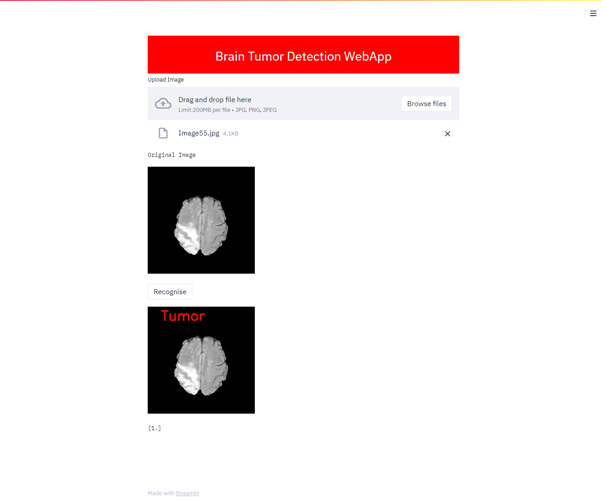 Brain Tumor Detection WebApp
Upload Image
Drag and drop file here
Limit 200MB per file • JPG, PNG, JPEG
Browse files
Image55.jpg 4.1KB
Original Image
Recognise
Tumor
[1.]
Made with Streamlit